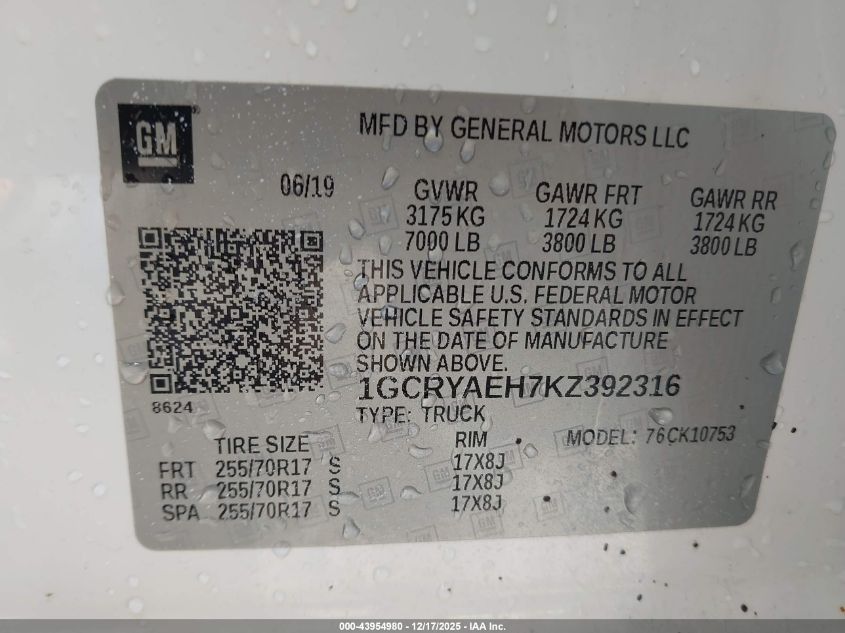 GM
MFD BY GENERAL MOTORS LLC
06/19
GVWR GAWR FRT GAWR RR
3175 KG 1724 KG 1724 KG
7000 LB 3800 LB 3800 LB
THIS VEHICLE CONFORMS TO ALL
APPLICABLE U.S. FEDERAL MOTOR
VEHICLE SAFETY STANDARDS IN EFFECT
ON THE DATE OF MANUFACTURE
SHOWN ABOVE.
1GCRYAEH7KZ392316
8624
TYPE: TRUCK
TIRE SIZE RIM MODEL: 76CK10753
FRT 255/70R17 S 17X8J
RR 255/70R17 S 17X8J
SPA 255/70R17 S 17X8J
000-43954980 - 12/17/2025 - IAA Inc.